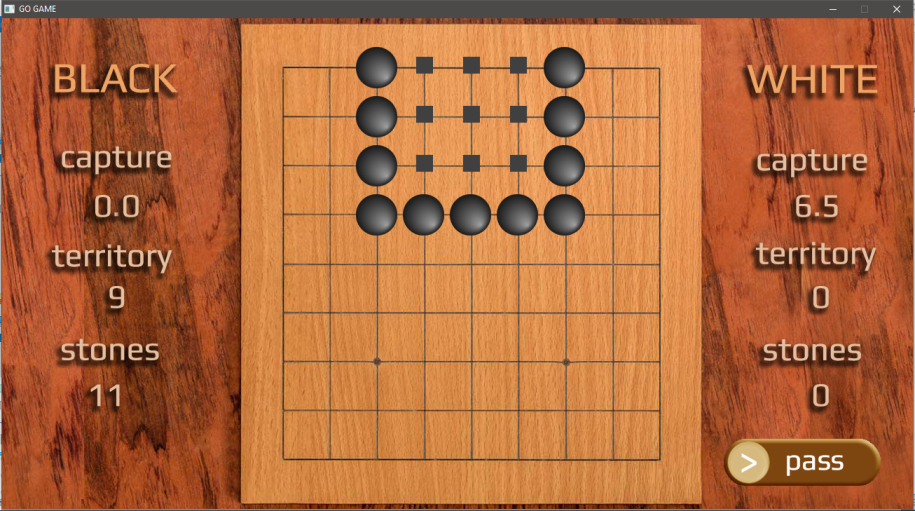 GO GAME
BLACK
capture
0.0
territory
9
stones
11
WHITE
capture
6.5
territory
0
stones
0
> pass